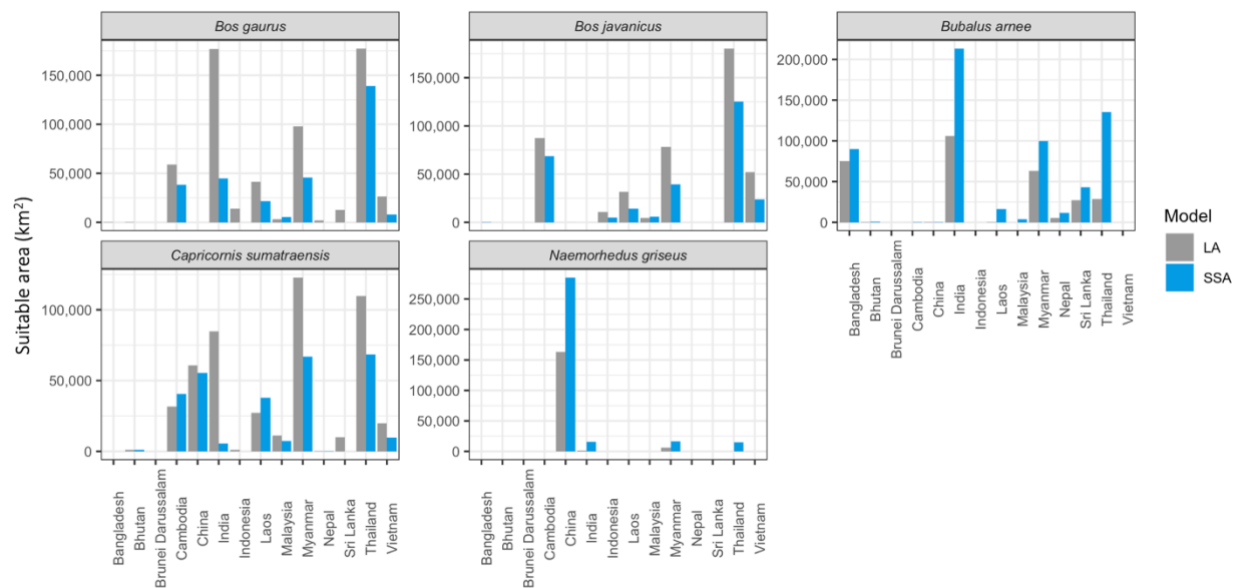 Bos gaurus
Bos javanicus
Bubalus arnee
Suitable area (km²)
150,000
100,000
50,000
0
150,000
100,000
50,000
0
200,000
150,000
100,000
50,000
0
Bangladesh
Bhutan
Brunei Darussalam
Cambodia
China
India
Indonesia
Laos
Malaysia
Myanmar
Nepal
Sri Lanka
Thailand
Vietnam
Model
LA
SSA
Capricornis sumatraensis
Naemorhedus griseus
100,000
50,000
0
250,000
200,000
150,000
100,000
50,000
0
Bangladesh
Bhutan
Brunei Darussalam
Cambodia
China
India
Indonesia
Laos
Malaysia
Myanmar
Nepal
Sri Lanka
Thailand
Vietnam
Bangladesh
Bhutan
Brunei Darussalam
Cambodia
China
India
Indonesia
Laos
Malaysia
Myanmar
Nepal
Sri Lanka
Thailand
Vietnam